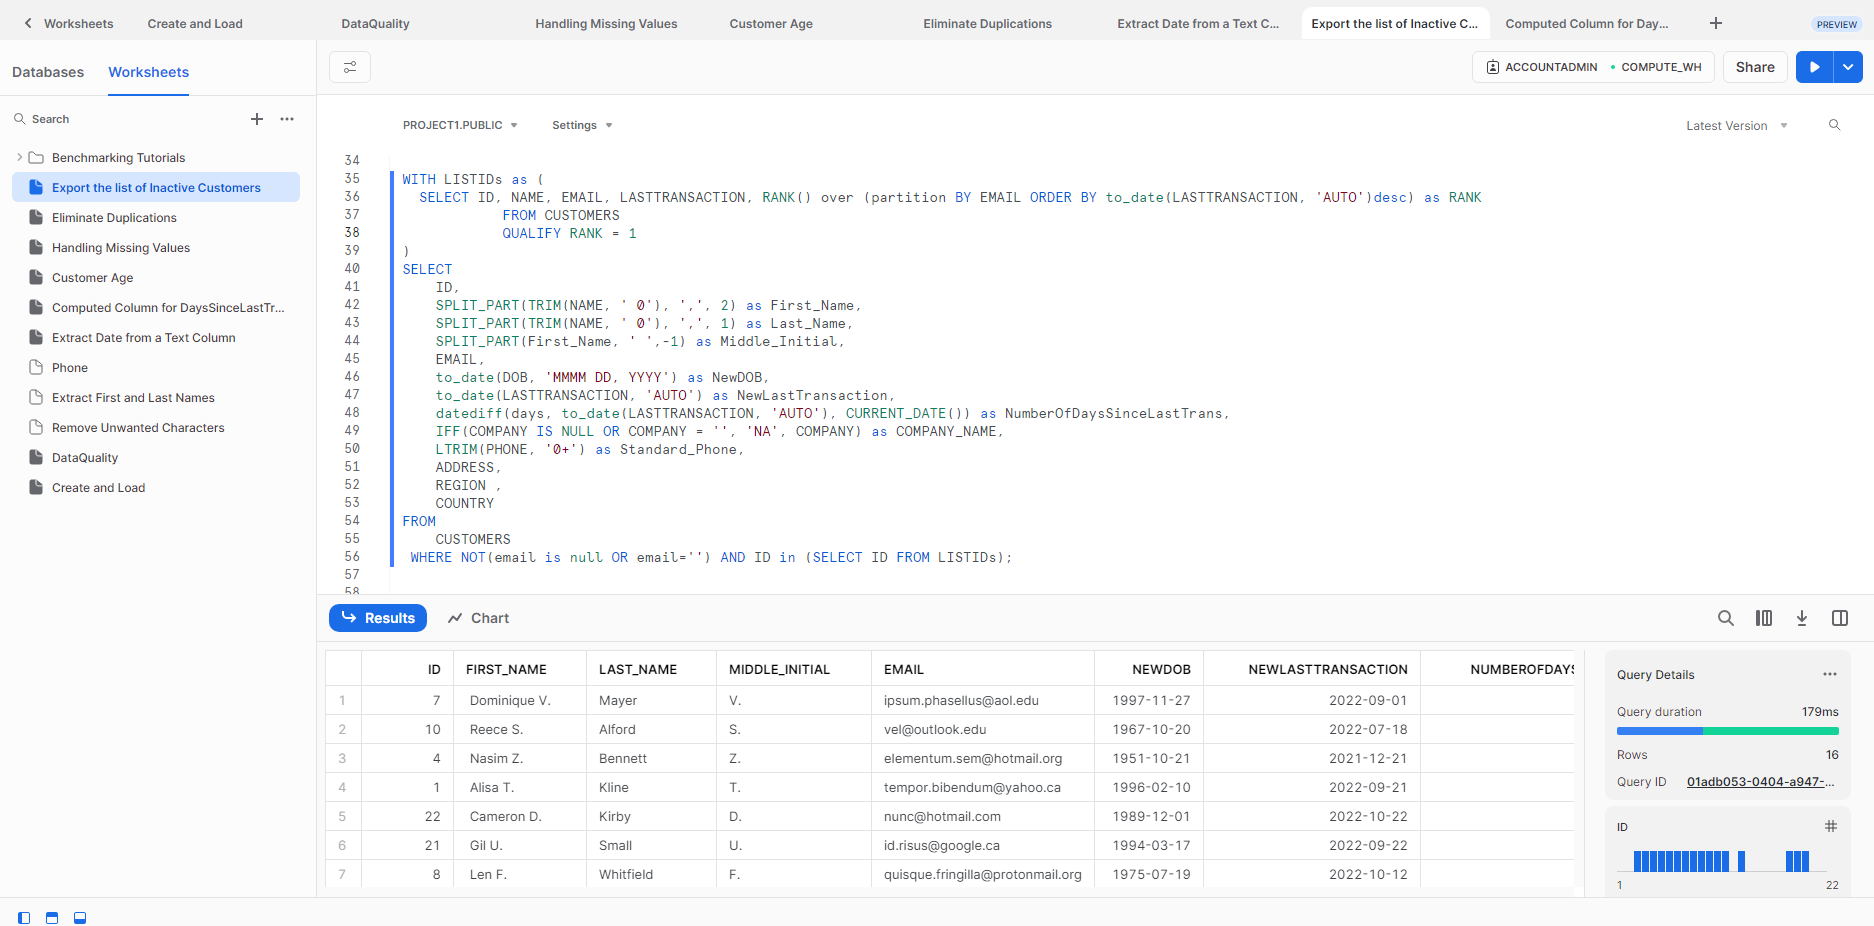 Worksheets Create and Load DataQuality Handling Missing Values Customer Age Eliminate Duplications Extract Date from a Text C... Export the list of Inactive C... Computed Column for Day... + PREVIEW
Databases Worksheets
ACCOUNTADMIN • COMPUTE_WH Share
Search
Benchmarking Tutorials
Export the list of Inactive Customers
Eliminate Duplications
Handling Missing Values
Customer Age
Computed Column for DaysSinceLastTr...
Extract Date from a Text Column
Phone
Extract First and Last Names
Remove Unwanted Characters
DataQuality
Create and Load
PROJECT1.PUBLIC Settings Latest Version
34
35 WITH LISTIDs as (
36 SELECT ID, NAME, EMAIL, LASTTRANSACTION, RANK() over (partition BY EMAIL ORDER BY to_date(LASTTRANSACTION, 'AUTO')desc) as RANK
37 FROM CUSTOMERS
38 QUALIFY RANK = 1
39 )
40 SELECT
41 ID,
42 SPLIT_PART(TRIM(NAME, ' 0'), ',', 2) as First_Name,
43 SPLIT_PART(TRIM(NAME, ' 0'), ',', 1) as Last_Name,
44 SPLIT_PART(First_Name, ' ',-1) as Middle_Initial,
45 EMAIL,
46 to_date(DOB, 'MMMM DD, YYYY') as NewDOB,
47 to_date(LASTTRANSACTION, 'AUTO') as NewLastTransaction,
48 datediff(days, to_date(LASTTRANSACTION, 'AUTO'), CURRENT_DATE()) as NumberOfDaysSinceLastTrans,
49 IFF(COMPANY IS NULL OR COMPANY = '', 'NA', COMPANY) as COMPANY_NAME,
50 LTRIM(PHONE, '0+') as Standard_Phone,
51 ADDRESS,
52 REGION ,
53 COUNTRY
54 FROM
55 CUSTOMERS
56 WHERE NOT(email is null OR email='') AND ID in (SELECT ID FROM LISTIDs);
57
58
Results Chart
ID FIRST_NAME LAST_NAME MIDDLE_INITIAL EMAIL NEWDOB NEWLASTTRANSACTION NUMBEROFDAYS
1 7 Dominique V. Mayer V. ipsum.phasellus@aol.edu 1997-11-27 2022-09-01
2 10 Reece S. Alford S. vel@outlook.edu 1967-10-20 2022-07-18
3 4 Nasim Z. Bennett Z. elementum.sem@hotmail.org 1951-10-21 2021-12-21
4 1 Alisa T. Kline T. tempor.bibendum@yahoo.ca 1996-02-10 2022-09-21
5 22 Cameron D. Kirby D. nunc@hotmail.com 1989-12-01 2022-10-22
6 21 Gil U. Small U. id.risus@google.ca 1994-03-17 2022-09-22
7 8 Len F. Whitfield F. quisque.fringilla@protonmail.org 1975-07-19 2022-10-12
Query Details
Query duration 179ms
Rows 16
Query ID 01adb053-0404-a947-...
ID
1 22